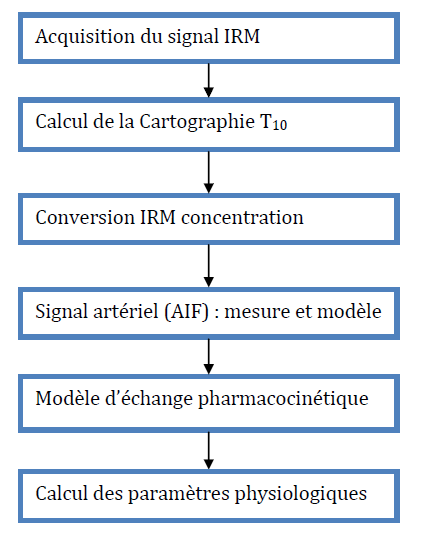 Acquisition du signal IRM
Calcul de la Cartographie T₁₀
Conversion IRM concentration
Signal artériel (AIF) : mesure et modèle
Modèle d’échange pharmacocinétique
Calcul des paramètres physiologiques